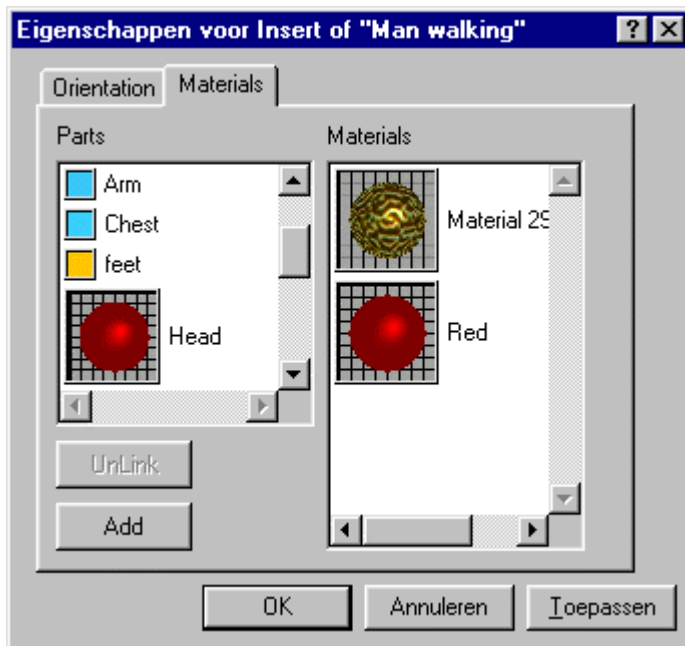 Eigenschappen voor Insert of "Man walking"
Orientation
Materials
Parts
Arm
Chest
feet
Head
UnLink
Add
Materials
Material 29
Red
OK
Annuleren
Toepassen